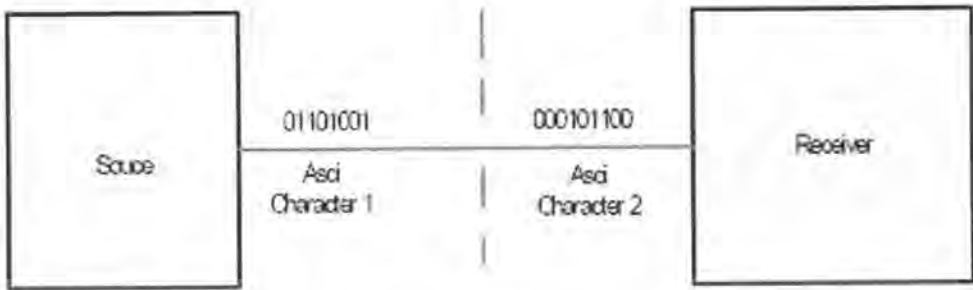 Souce
01101001
000101100
Receiver
Asci
Character 1
Asci
Character 2